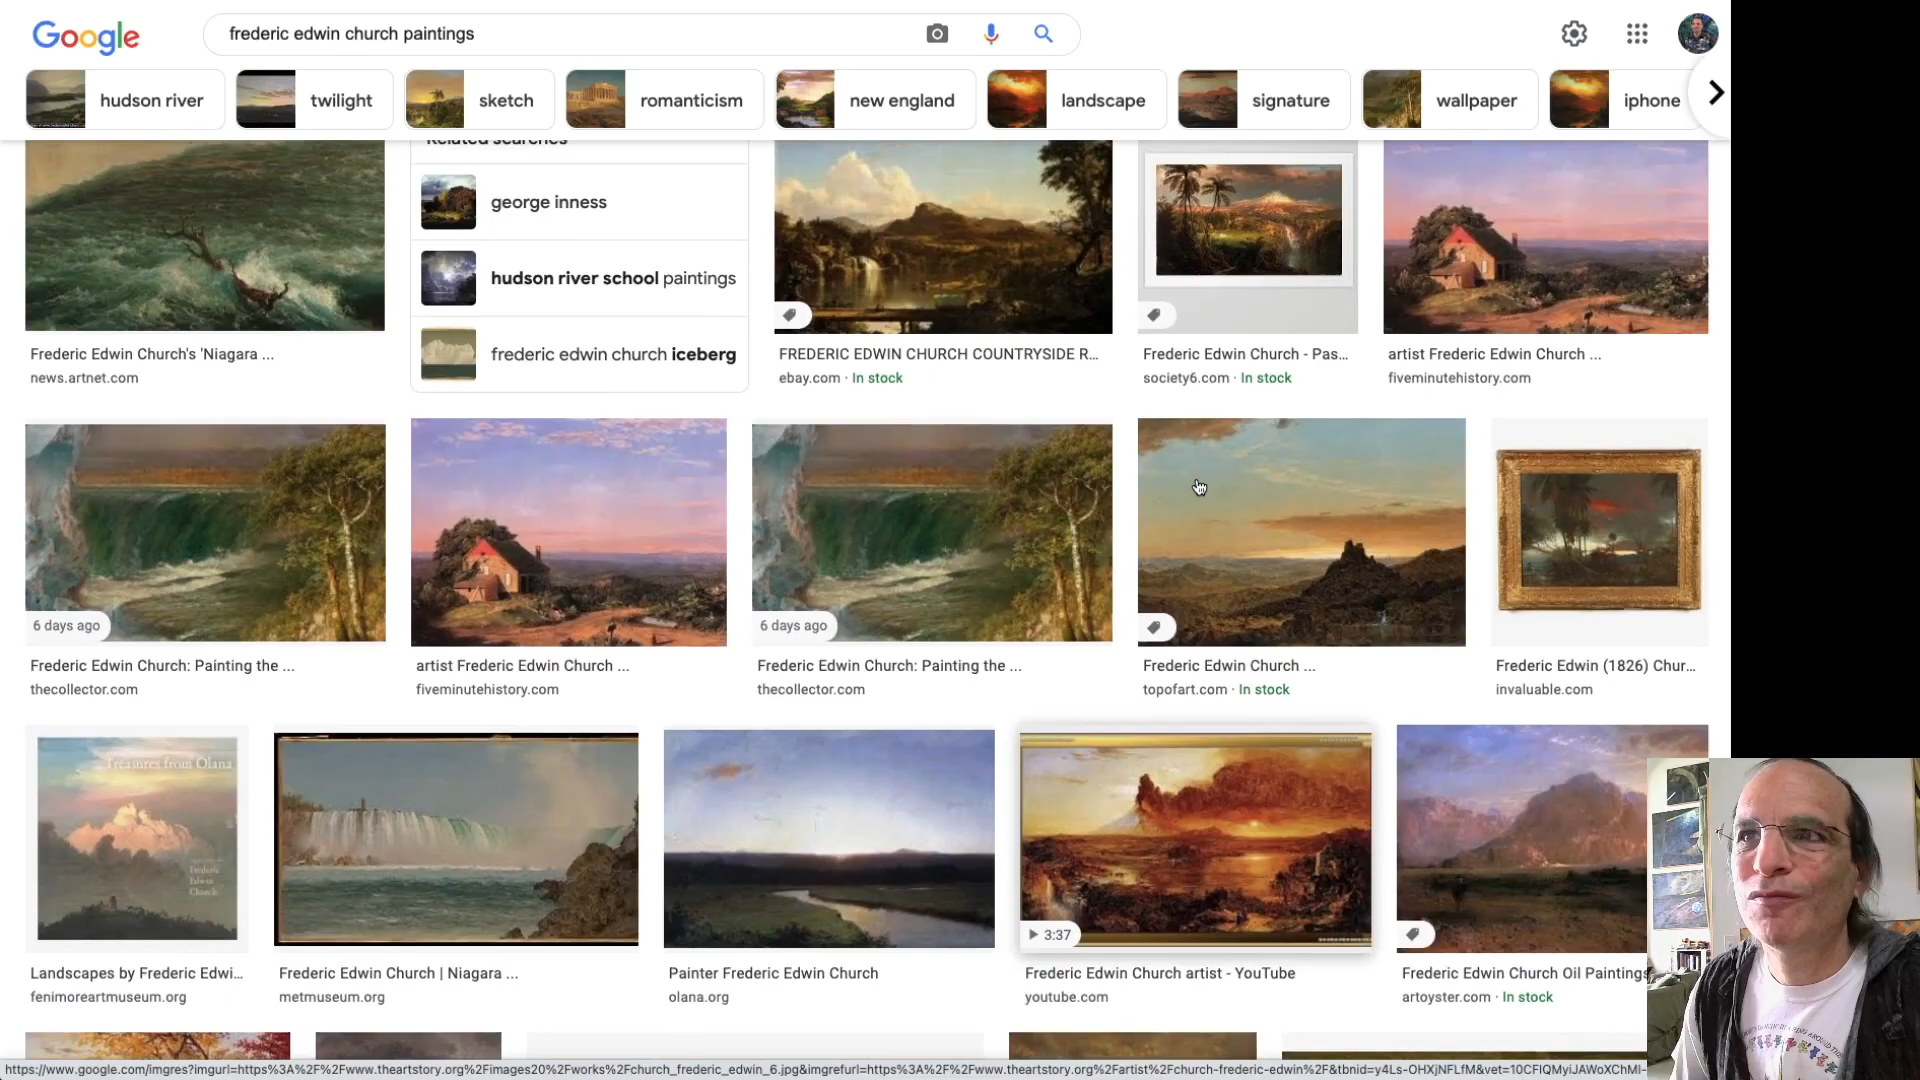 Google
frederic edwin church paintings
hudson river
twilight
sketch
romanticism
new england
landscape
signature
wallpaper
iphone
Related searches
george inness
hudson river school paintings
frederic edwin church iceberg
Frederic Edwin Church's 'Niagara ...
news.artnet.com
FREDERIC EDWIN CHURCH COUNTRYSIDE R...
ebay.com · In stock
Frederic Edwin Church - Pas...
society6.com · In stock
artist Frederic Edwin Church ...
fiveminutehistory.com
6 days ago
Frederic Edwin Church: Painting the ...
thecollector.com
artist Frederic Edwin Church ...
fiveminutehistory.com
6 days ago
Frederic Edwin Church: Painting the ...
thecollector.com
Frederic Edwin Church ...
topofart.com · In stock
Frederic Edwin (1826) Chur...
invaluable.com
Treasures from Olana
Frederic
Edwin
Church
Landscapes by Frederic Edwi...
fenimoreartmuseum.org
Frederic Edwin Church | Niagara ...
metmuseum.org
Painter Frederic Edwin Church
olana.org
3:37
Frederic Edwin Church artist - YouTube
youtube.com
Frederic Edwin Church Oil Paintings
artoyster.com · In stock
https://www.google.com/imgres?imgurl=https%3A%2F%2Fwww.theartstory.org%2Fimages20%2Fworks%2Fchurch_frederic_edwin_6.jpg&imgrefurl=https%3A%2F%2Fwww.theartstory.org%2Fartist%2Fchurch-frederic-edwin%2F&tbnid=y4Ls-OHXjNFLfM&vet=10CFIQMyiJAWoXChMI-